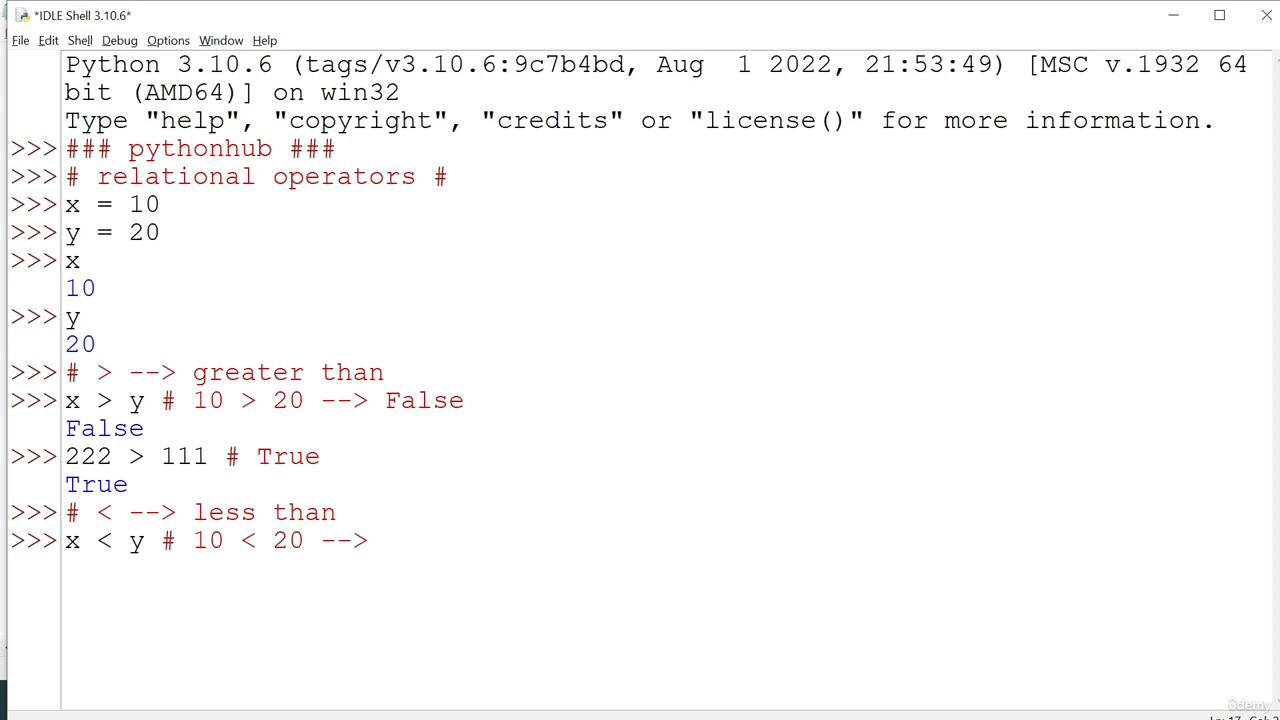 *IDLE Shell 3.10.6*
File Edit Shell Debug Options Window Help
Python 3.10.6 (tags/v3.10.6:9c7b4bd, Aug  1 2022, 21:53:49) [MSC v.1932 64
bit (AMD64)] on win32
Type "help", "copyright", "credits" or "license()" for more information.
>>> ### pythonhub ###
>>> # relational operators #
>>> x = 10
>>> y = 20
>>> x
10
>>> y
20
>>> # > --> greater than
>>> x > y # 10 > 20 --> False
False
>>> 222 > 111 # True
True
>>> # < --> less than
>>> x < y # 10 < 20 -->
ûdemy